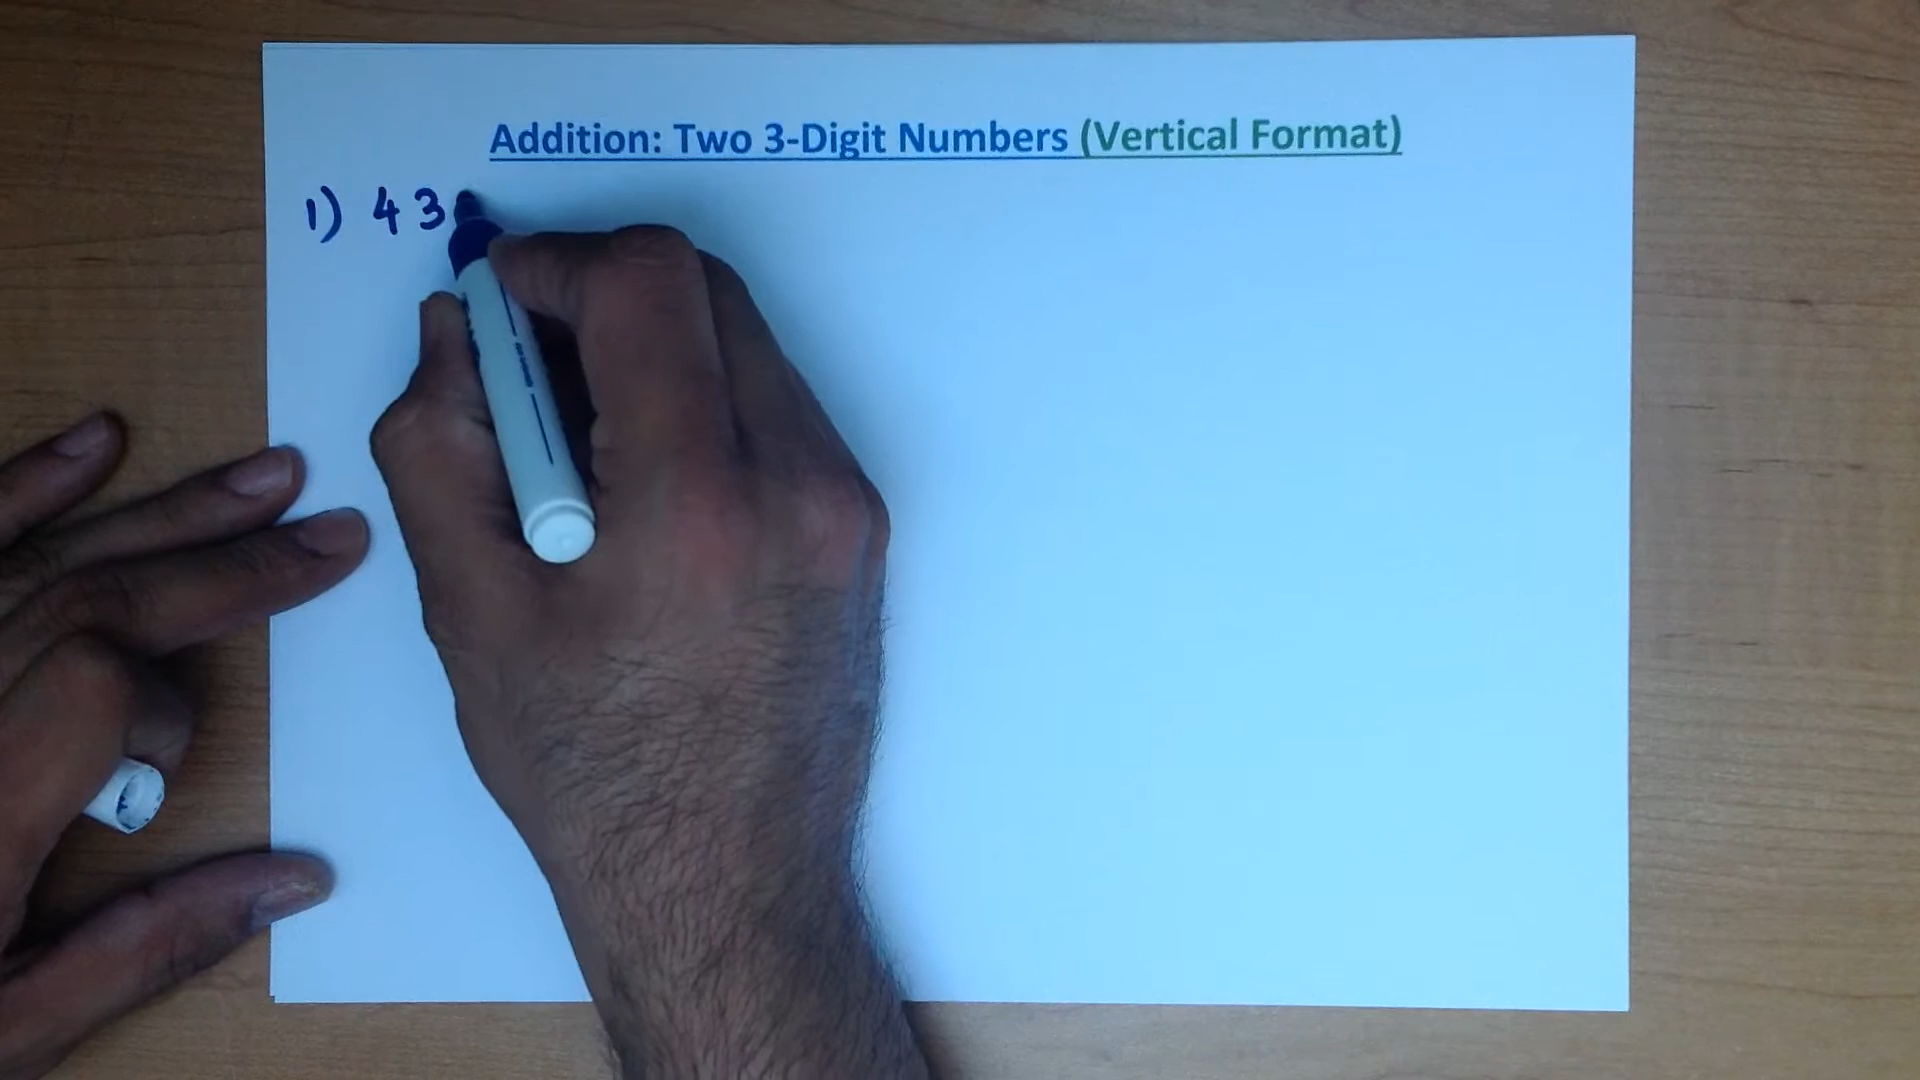 Addition: Two 3-Digit Numbers (Vertical Format)
1) 43